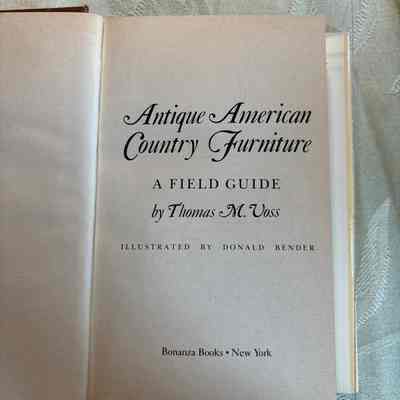 Antique American
Country Furniture
A FIELD GUIDE
by Thomas M. Voss
ILLUSTRATED BY DONALD BENDER
Bonanza Books • New York